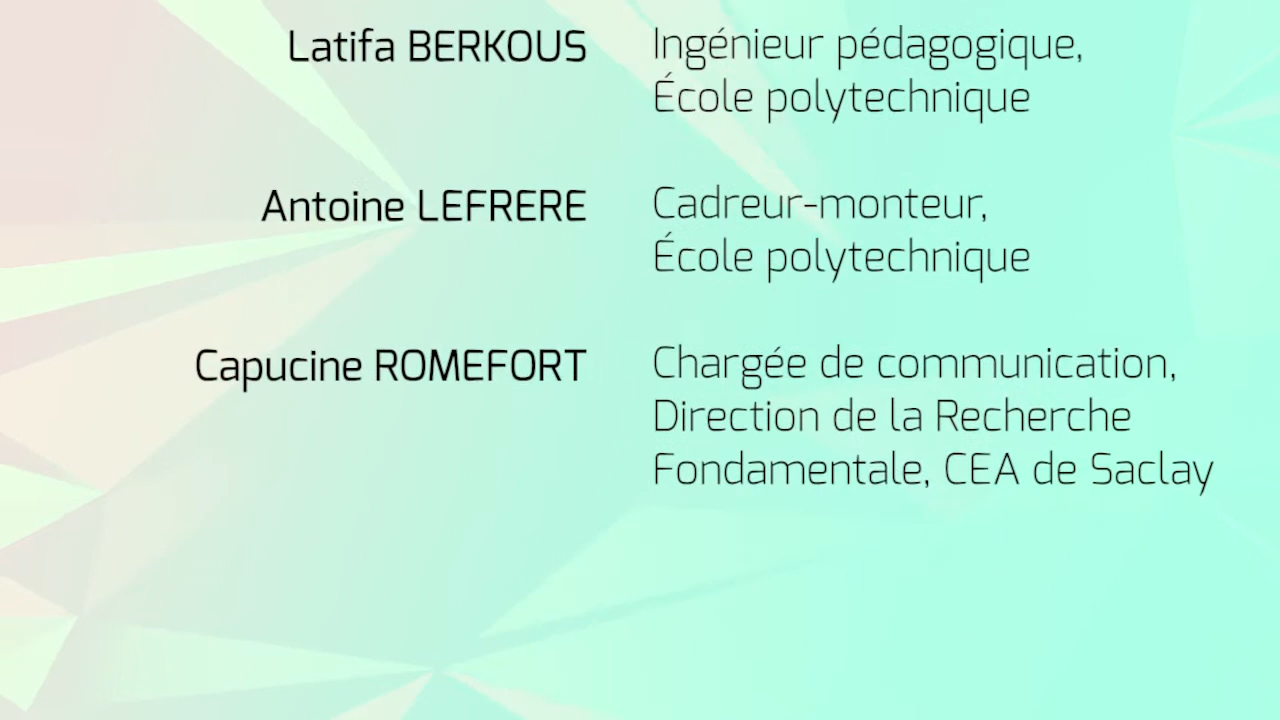 Latifa BERKOUS Ingénieur pédagogique,
École polytechnique
Antoine LEFRERE Cadreur-monteur,
École polytechnique
Capucine ROMEFORT Chargée de communication,
Direction de la Recherche
Fondamentale, CEA de Saclay